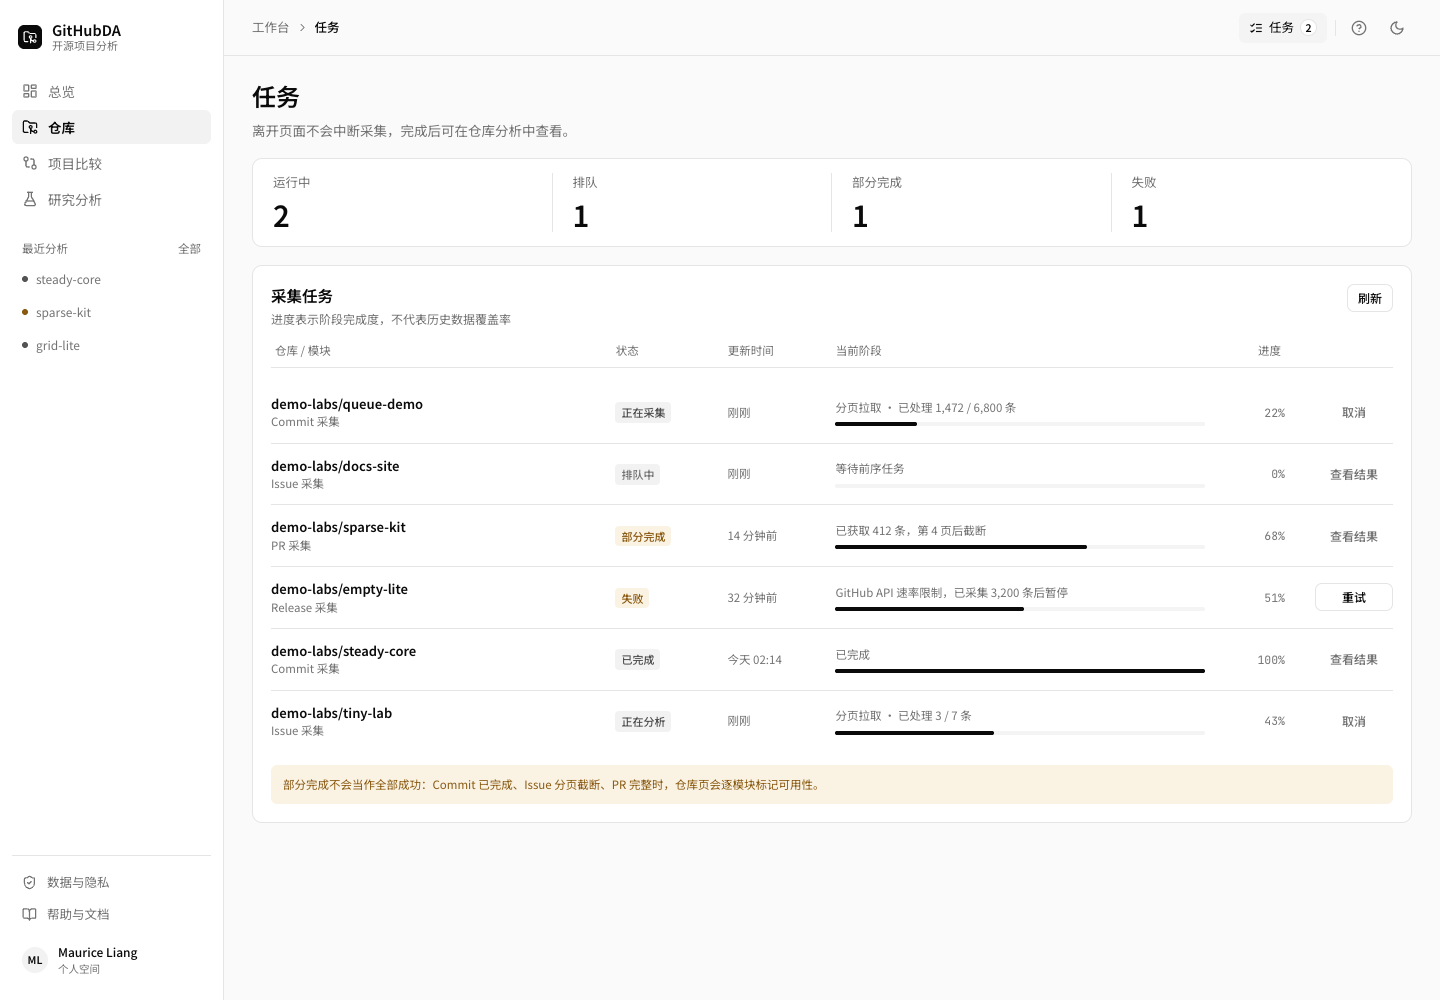 GitHubDA
开源项目分析
总览
仓库
项目比较
研究分析
最近分析 全部
steady-core
sparse-kit
grid-lite
数据与隐私
帮助与文档
ML Maurice Liang
个人空间
工作台 > 任务
任务 2
任务
离开页面不会中断采集，完成后可在仓库分析中查看。
运行中 排队 部分完成 失败
2 1 1 1
采集任务
刷新
进度表示阶段完成度，不代表历史数据覆盖率
仓库 / 模块 状态 更新时间 当前阶段 进度
demo-labs/queue-demo
Commit 采集
正在采集 刚刚 分页拉取 · 已处理 1,472 / 6,800 条 22% 取消
demo-labs/docs-site
Issue 采集
排队中 刚刚 等待前序任务 0% 查看结果
demo-labs/sparse-kit
PR 采集
部分完成 14 分钟前 已获取 412 条，第 4 页后截断 68% 查看结果
demo-labs/empty-lite
Release 采集
失败 32 分钟前 GitHub API 速率限制，已采集 3,200 条后暂停 51% 重试
demo-labs/steady-core
Commit 采集
已完成 今天 02:14 已完成 100% 查看结果
demo-labs/tiny-lab
Issue 采集
正在分析 刚刚 分页拉取 · 已处理 3 / 7 条 43% 取消
部分完成不会当作全部成功：Commit 已完成、Issue 分页截断、PR 完整时，仓库页会逐模块标记可用性。